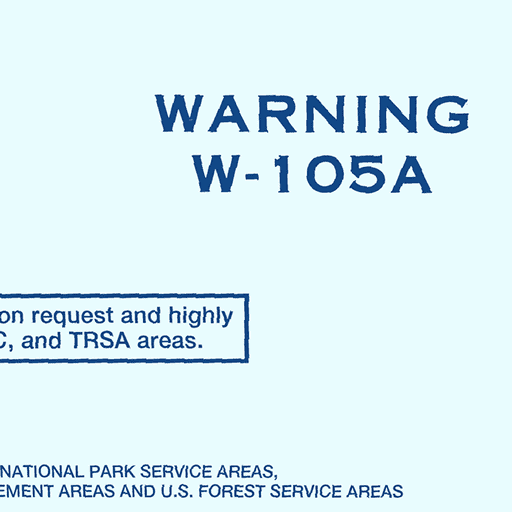 WARNING
W-105A
on request and highly
C, and TRSA areas.
NATIONAL PARK SERVICE AREAS,
EMENT AREAS AND U.S. FOREST SERVICE AREAS